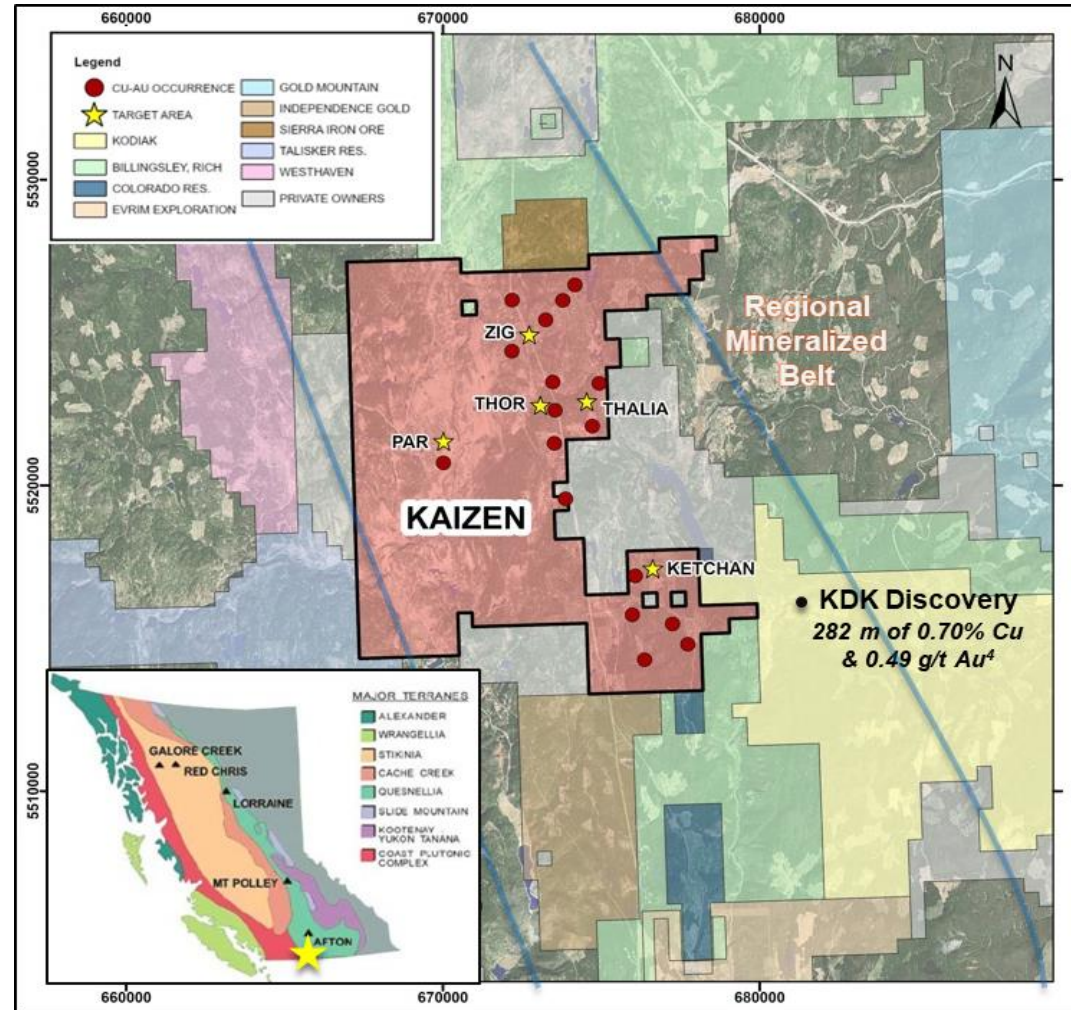 660000
670000
680000
Legend
CU-AU OCCURRENCE
TARGET AREA
KODIAK
BILLINGSLEY, RICH
COLORADO RES.
EVRIM EXPLORATION
GOLD MOUNTAIN
INDEPENDENCE GOLD
SIERRA IRON ORE
TALISKER RES.
WESTHAVEN
PRIVATE OWNERS
N
5530000
5530000
ZIG
THOR
THALIA
PAR
Regional
Mineralized
Belt
5520000
5520000
KAIZEN
KETCHAN
KDK Discovery
282 m of 0.70% Cu
& 0.49 g/t Au⁴
MAJOR TERRANES
ALEXANDER
WRANGELLIA
STIKINIA
CACHE CREEK
QUESNELLIA
SLIDE MOUNTAIN
KOOTENAY
YUKON TANANA
COAST PLUTONIC
COMPLEX
GALORE CREEK
RED CHRIS
LORRAINE
MT POLLEY
AFTON
5510000
5510000
660000
670000
680000